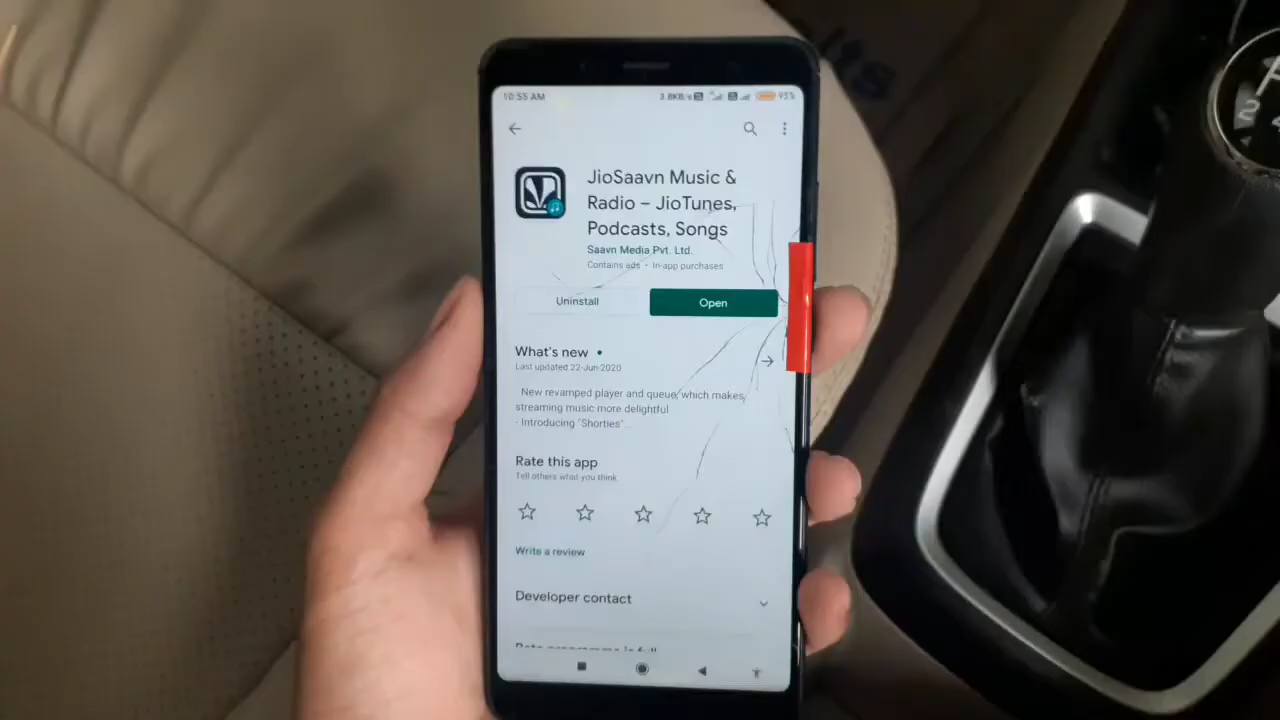 10:55 AM 3.8KB/s 95%
JioSaavn Music &
Radio – JioTunes,
Podcasts, Songs
Saavn Media Pvt. Ltd.
Contains ads • In-app purchases
Uninstall
Open
What's new •
Last updated 22-Jun-2020
New revamped player and queue, which makes
streaming music more delightful
- Introducing "Shorties"...
Rate this app
Tell others what you think
Write a review
Developer contact
2